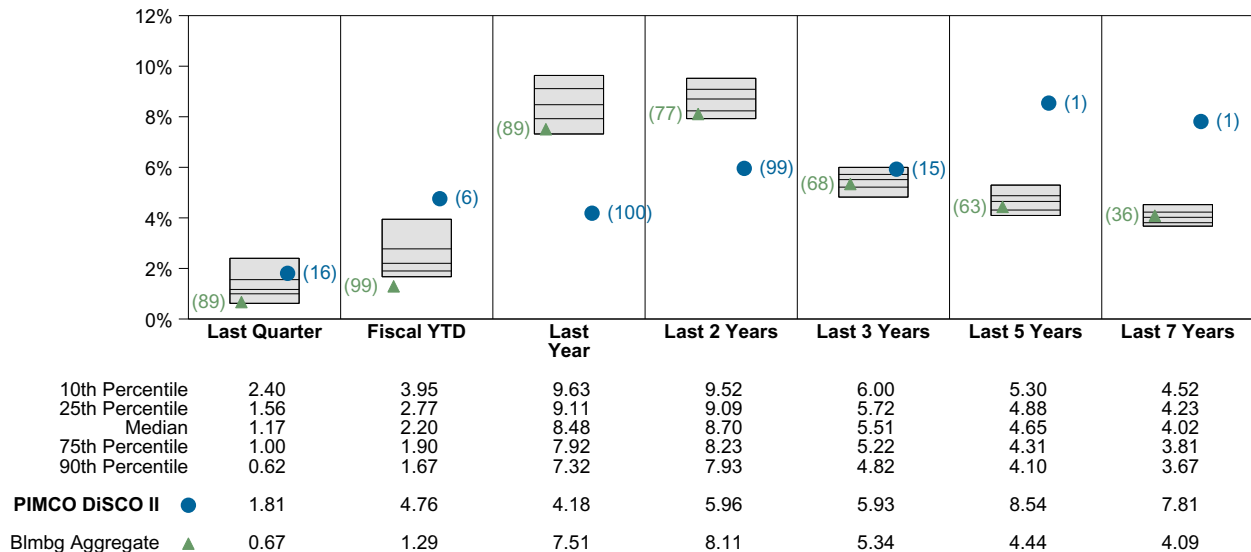 12%
10%
8%
6%
4%
2%
0%
(89)
(16)
(99)
(6)
(89)
(100)
(77)
(99)
(68)
(15)
(63)
(1)
(36)
(1)
Last Quarter Fiscal YTD Last Year Last 2 Years Last 3 Years Last 5 Years Last 7 Years
10th Percentile 2.40 3.95 9.63 9.52 6.00 5.30 4.52
25th Percentile 1.56 2.77 9.11 9.09 5.72 4.88 4.23
Median 1.17 2.20 8.48 8.70 5.51 4.65 4.02
75th Percentile 1.00 1.90 7.92 8.23 5.22 4.31 3.81
90th Percentile 0.62 1.67 7.32 7.93 4.82 4.10 3.67
PIMCO DiSCO II 1.81 4.76 4.18 5.96 5.93 8.54 7.81
Blmbg Aggregate 0.67 1.29 7.51 8.11 5.34 4.44 4.09